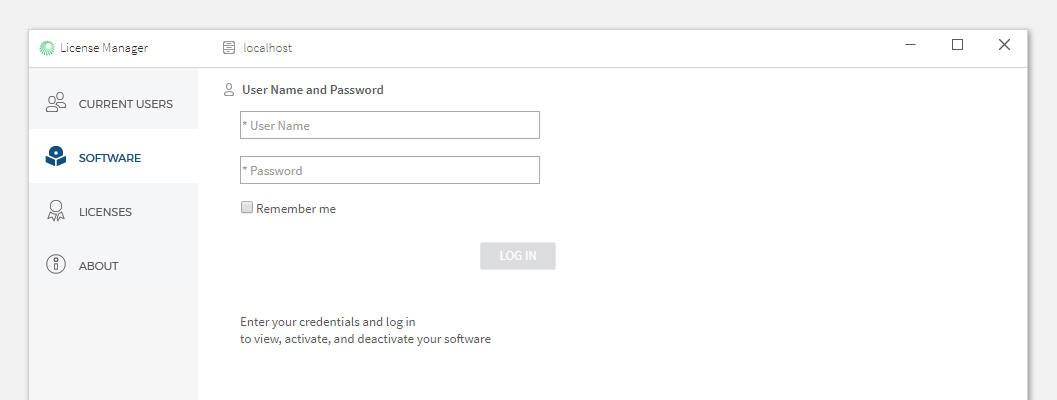 License Manager
localhost
CURRENT USERS
SOFTWARE
LICENSES
ABOUT
User Name and Password
* User Name
* Password
Remember me
LOG IN
Enter your credentials and log in
to view, activate, and deactivate your software